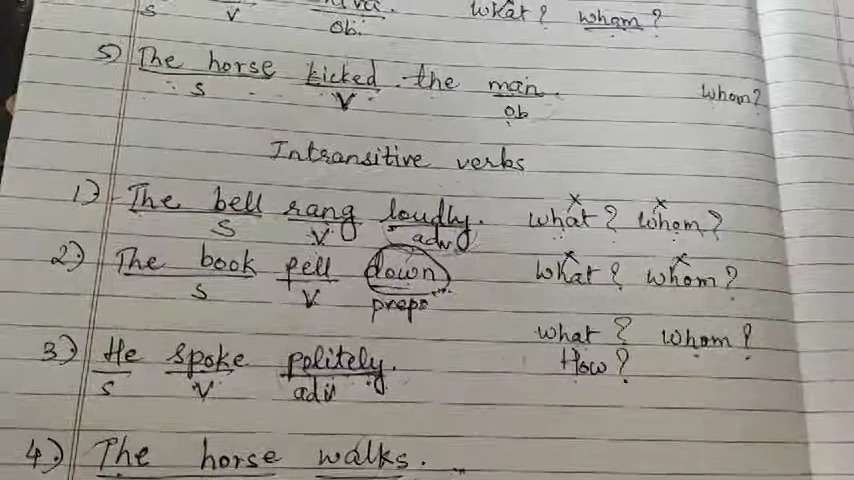 what? whom?
S V Ob.
5) The horse kicked the man. whom?
S V ob
Intransitive verbs
1) The bell rang loudly. what? whom?
S V adv
2) The book fell down what? whom?
S V prepo
what? whom?
3) He spoke politely. How?
S V adv
4) The horse walks.